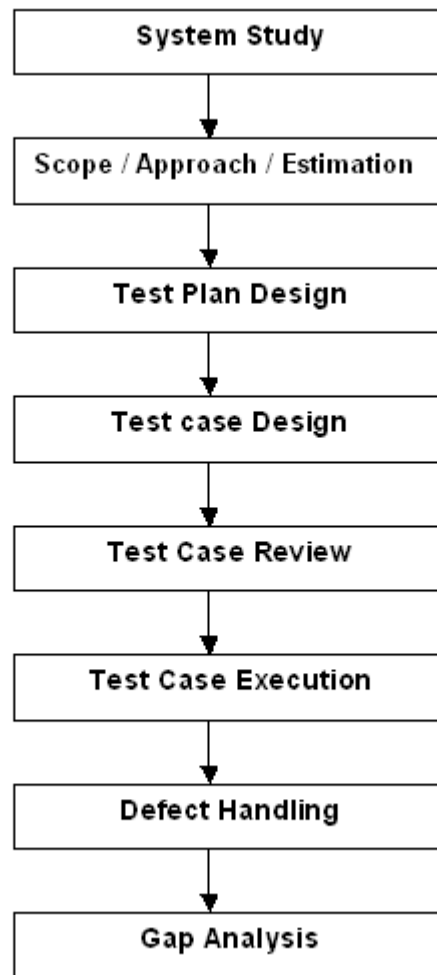 System Study
Scope / Approach / Estimation
Test Plan Design
Test case Design
Test Case Review
Test Case Execution
Defect Handling
Gap Analysis